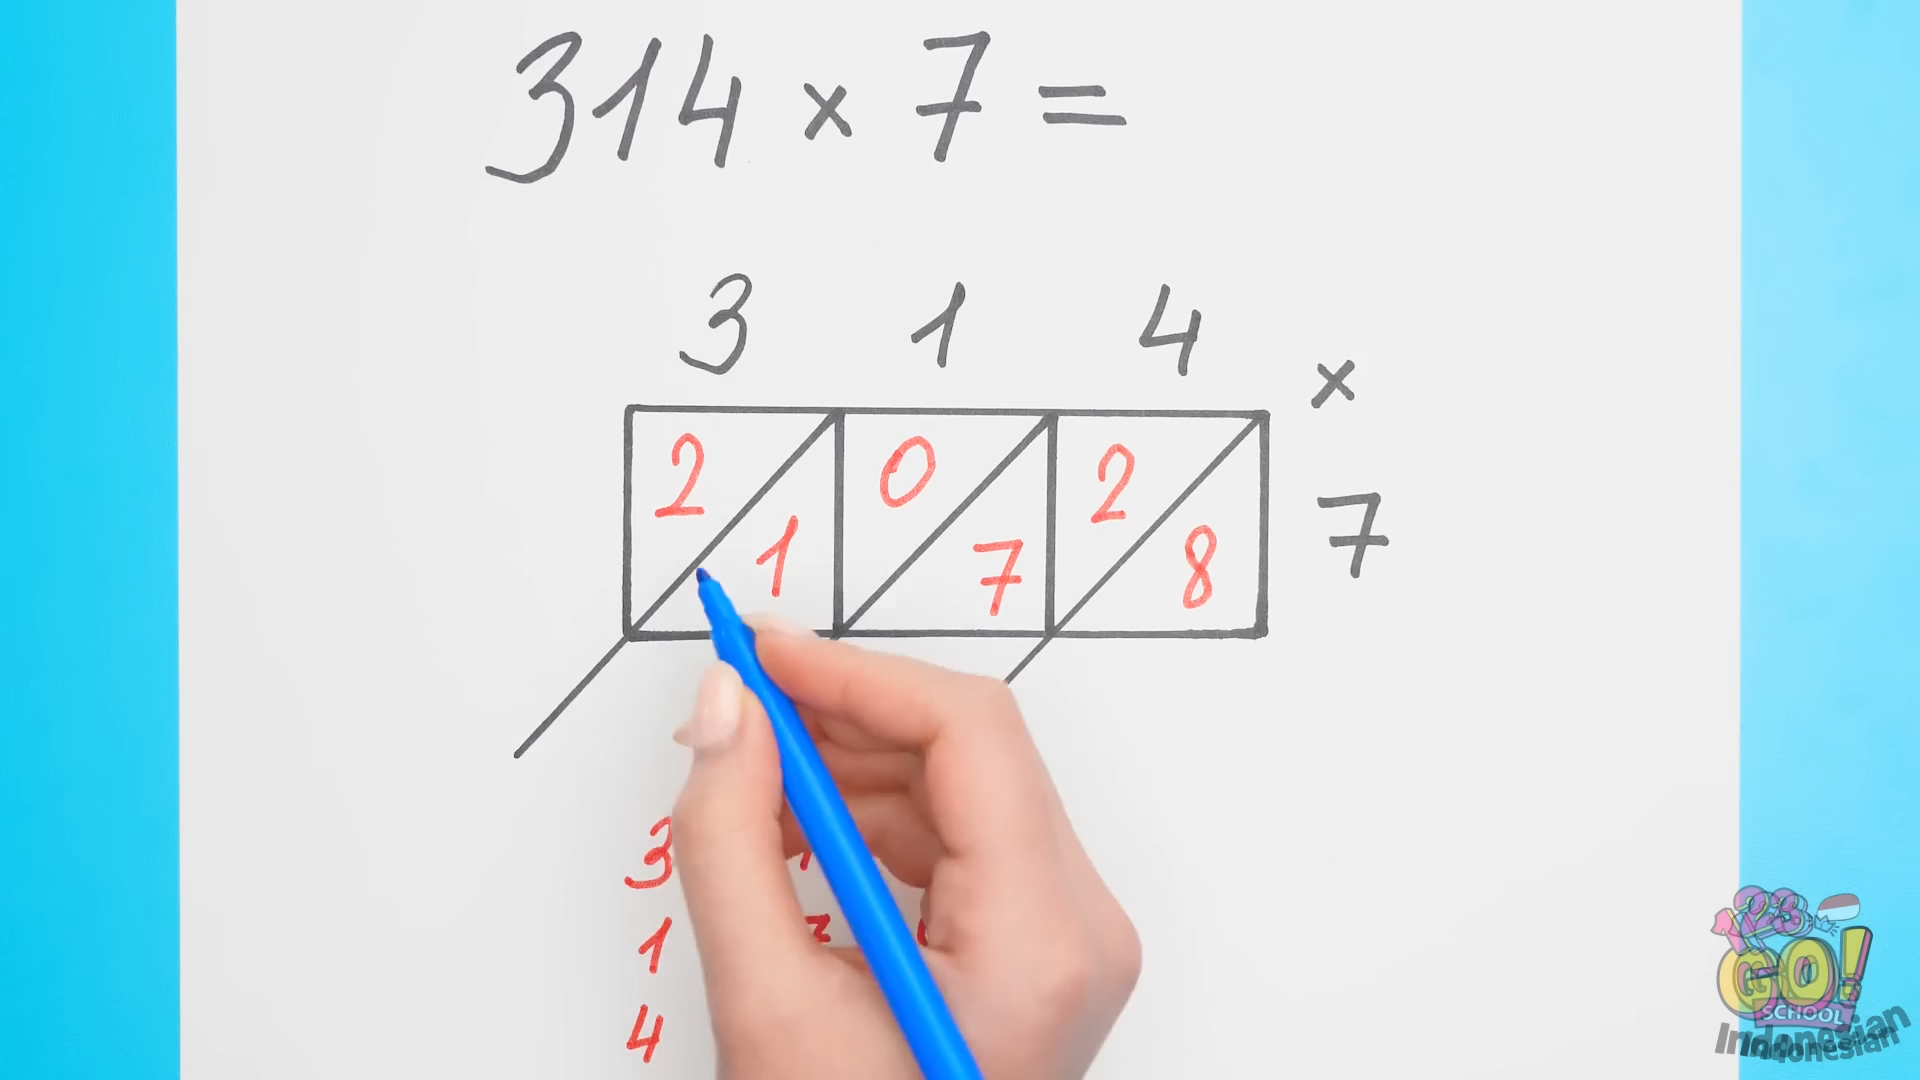 314 × 7 =
3 1 4 ×
2 0 2
1 7 8 7
3
1
4
123 GO!
SCHOOL
Indonesian